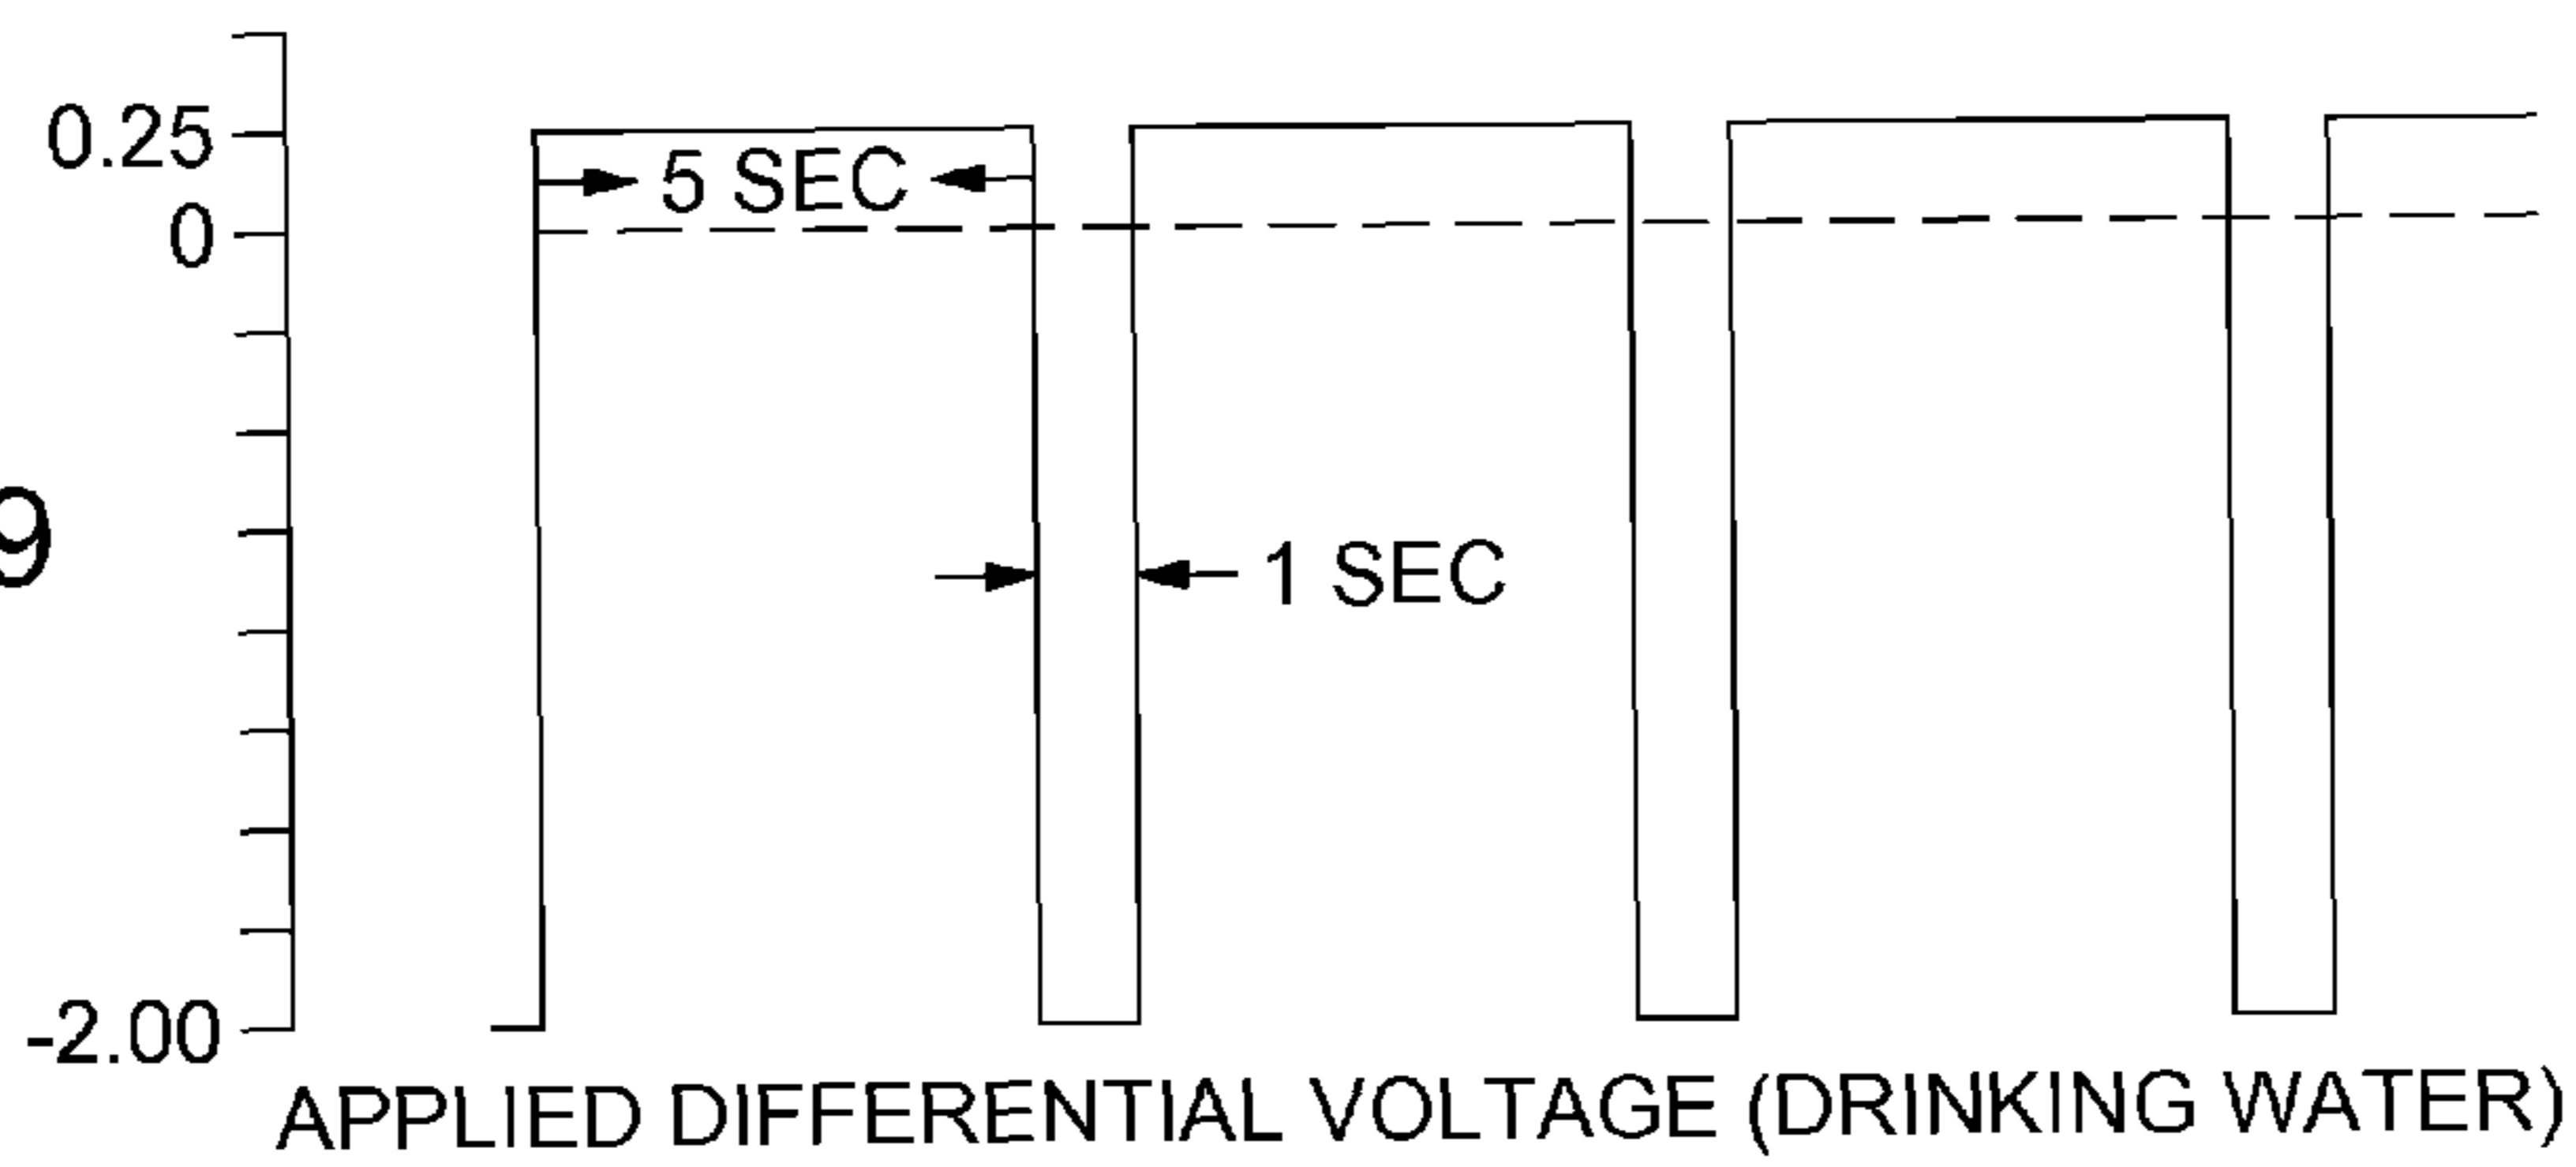 0.25
5 SEC
0
9
1 SEC
-2.00
APPLIED DIFFERENTIAL VOLTAGE (DRINKING WATER)